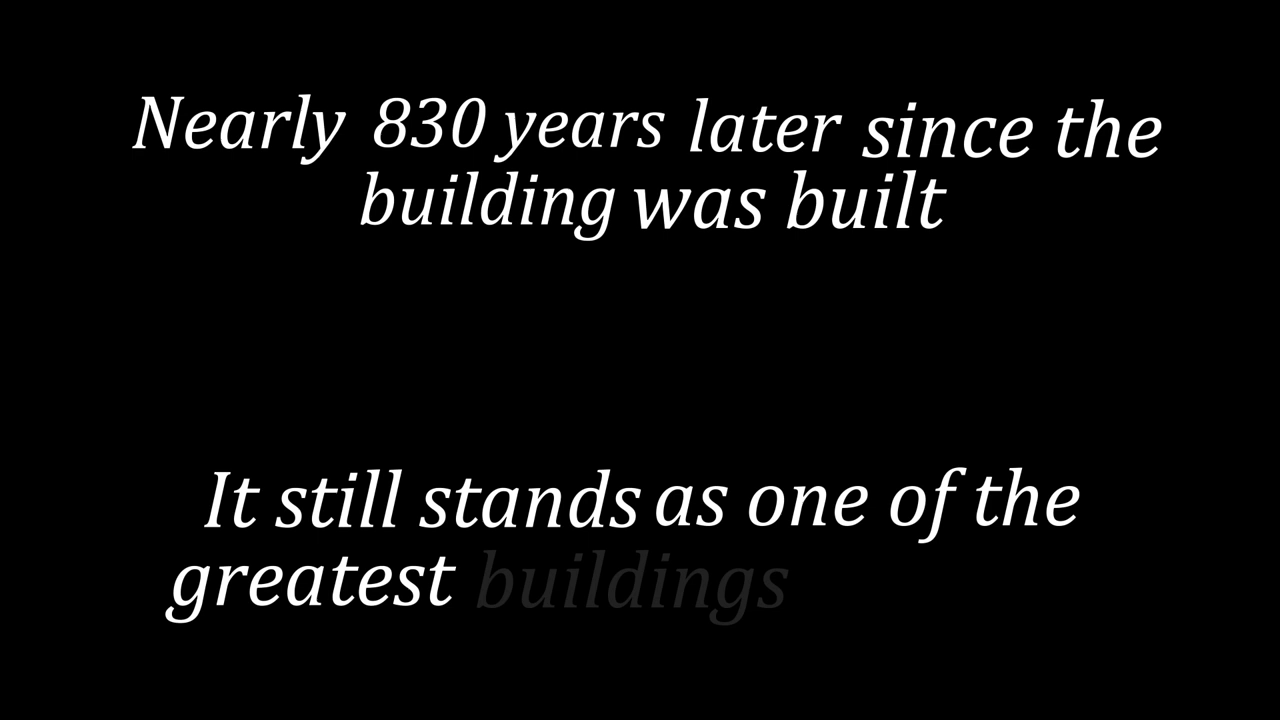 Nearly 830 years later since the
building was built
It still stands as one of the
greatest buildings